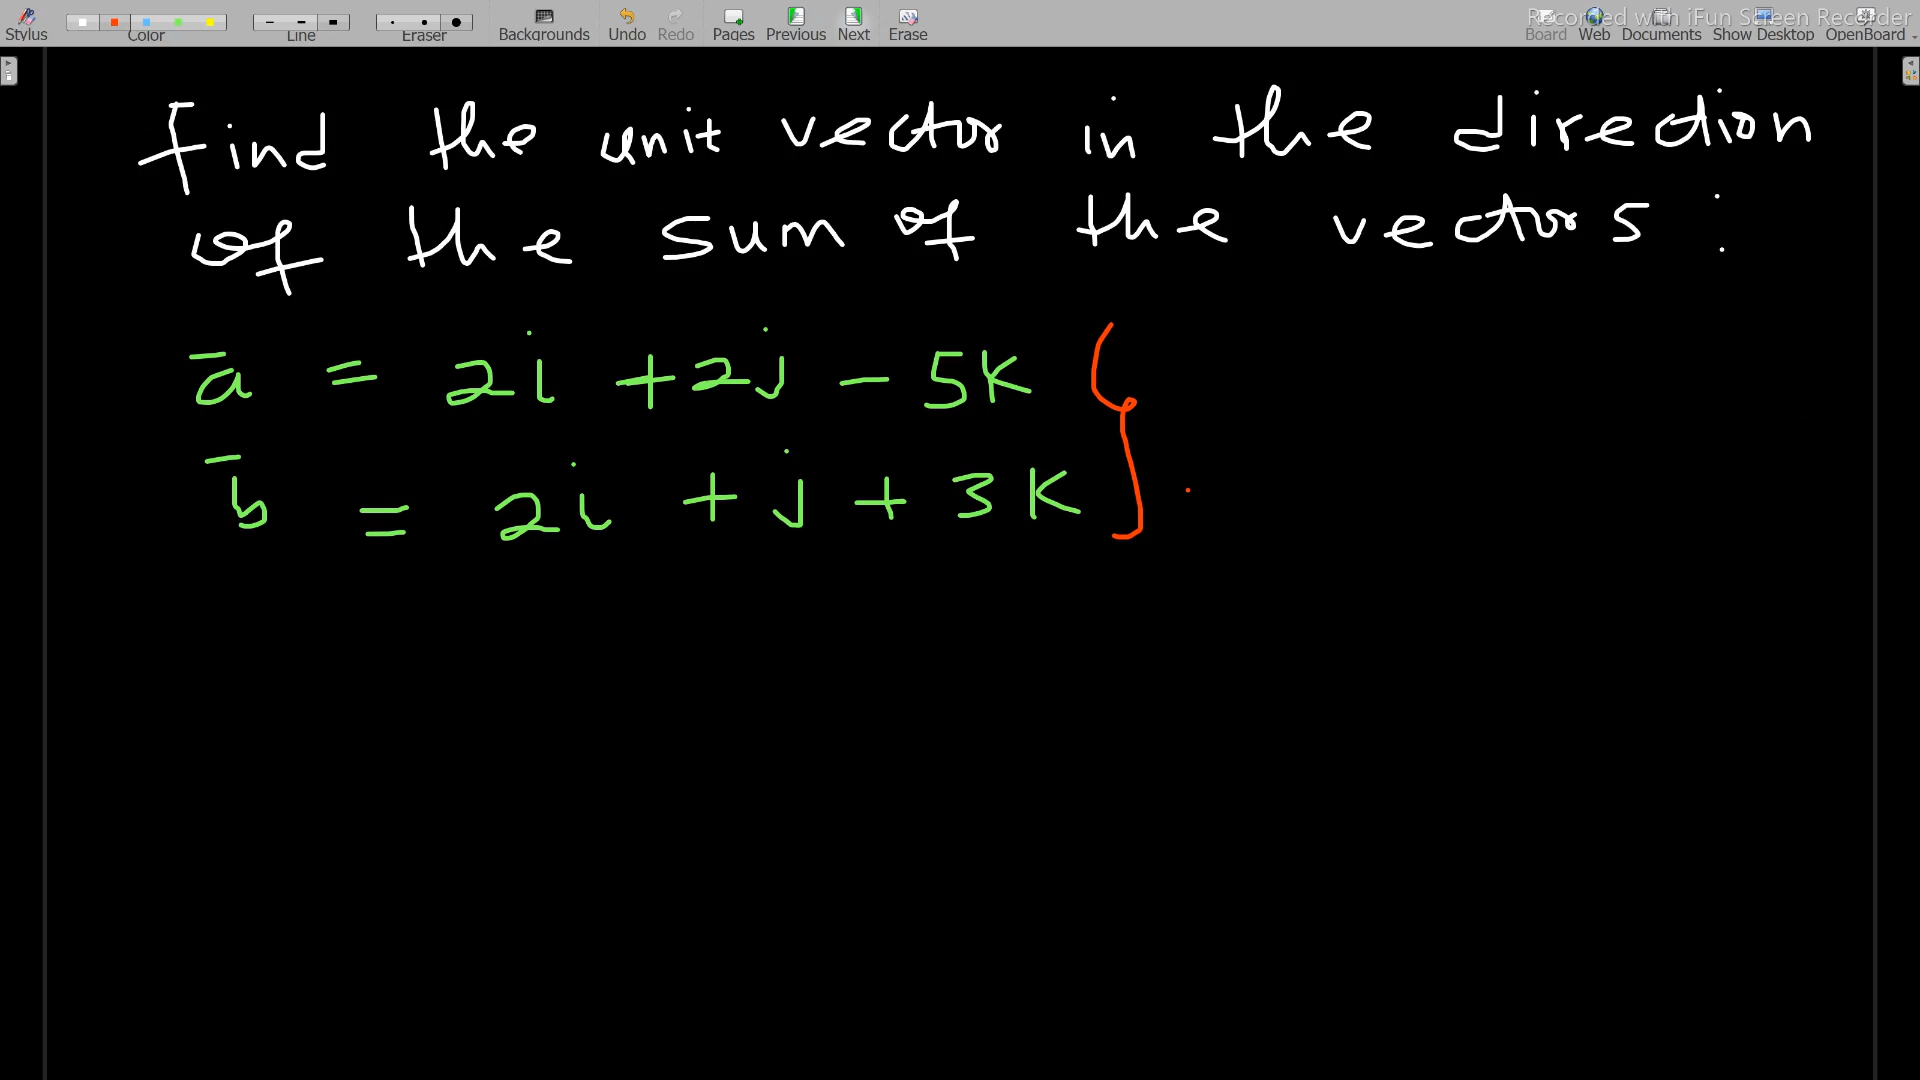 Recorded with iFun Screen Recorder
Stylus Color Line Eraser Backgrounds Undo Redo Pages Previous Next Erase Board Web Documents Show Desktop OpenBoard
Find the unit vector in the direction
of the sum of the vectors :
a̅ = 2i + 2j - 5k
b̅ = 2i + j + 3k